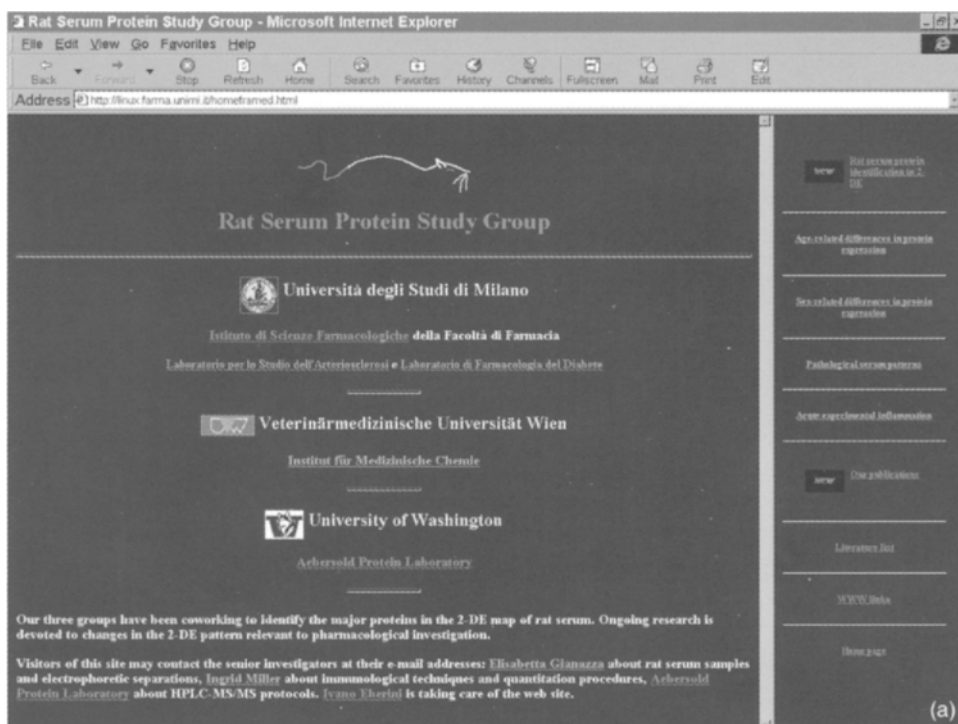 Rat Serum Protein Study Group - Microsoft Internet Explorer
File Edit View Go Favorites Help
Back Forward Stop Refresh Home Search Favorites History Channels Fullscreen Mail Print Edit
Address http://linux.farma.unimi.it/homeframed.html
Rat Serum Protein Study Group
Università degli Studi di Milano
Istituto di Scienze Farmacologiche della Facoltà di Farmacia
Laboratorio per lo Studio dell'Arteriosclerosi e Laboratorio di Farmacologia del Diabete
Veterinärmedizinische Universität Wien
Institut für Medizinische Chemie
University of Washington
Aebersold Protein Laboratory
Our three groups have been coworking to identify the major proteins in the 2-DE map of rat serum. Ongoing research is
devoted to changes in the 2-DE pattern relevant to pharmacological investigation.
Visitors of this site may contact the senior investigators at their e-mail addresses: Elisabetta Gianazza about rat serum samples
and electrophoretic separations, Ingrid Miller about immunological techniques and quantitation procedures, Aebersold
Protein Laboratory about HPLC-MS/MS protocols. Ivano Eberini is taking care of the web site.
NEW
Rat serum protein
identification in 2-
DE
Age-related differences in protein
expression
Sex-related differences in protein
expression
Pathological serum patterns
Acute experimental inflammation
NEW
Our publications
Literature list
WWW links
Home page
(a)